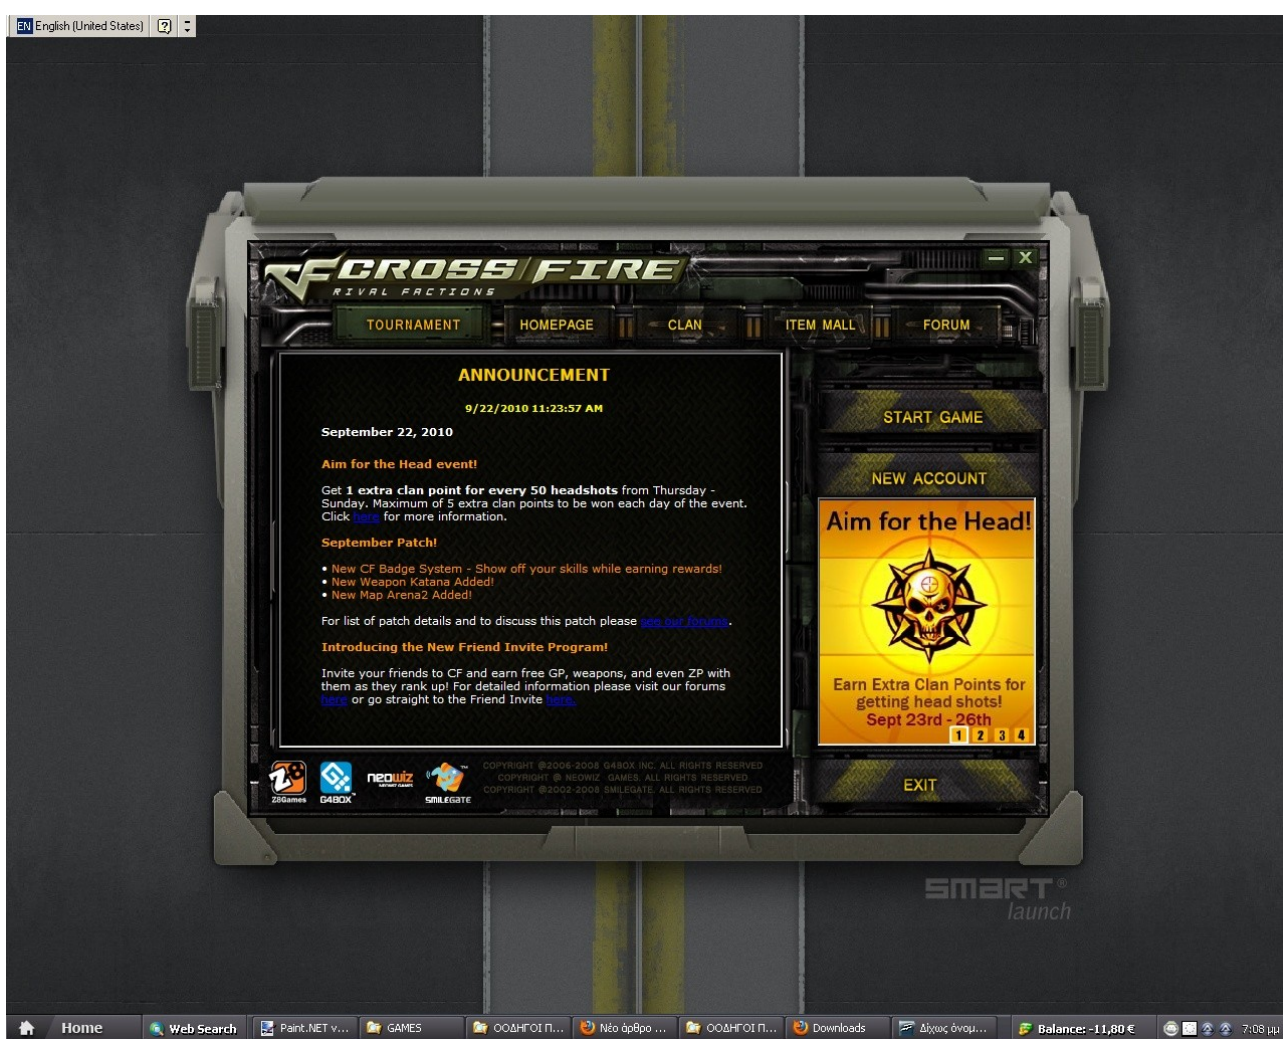 EN English (United States)
CROSS FIRE
RIVAL FACTIONS
TOURNAMENT
HOMEPAGE
CLAN
ITEM MALL
FORUM
ANNOUNCEMENT
9/22/2010 11:23:57 AM
September 22, 2010
Aim for the Head event!
Get 1 extra clan point for every 50 headshots from Thursday -
Sunday. Maximum of 5 extra clan points to be won each day of the event.
Click here for more information.
September Patch!
• New CF Badge System - Show off your skills while earning rewards!
• New Weapon Katana Added!
• New Map Arena2 Added!
For list of patch details and to discuss this patch please see our forums.
Introducing the New Friend Invite Program!
Invite your friends to CF and earn free GP, weapons, and even ZP with
them as they rank up! For detailed information please visit our forums
here or go straight to the Friend Invite here.
START GAME
NEW ACCOUNT
Aim for the Head!
Earn Extra Clan Points for
getting head shots!
Sept 23rd - 26th
1 2 3 4
EXIT
Z8Games
G4BOX
neowiz
NEOWIZ GAMES
SMILEGATE
COPYRIGHT @2006-2008 G4BOX INC. ALL RIGHTS RESERVED
COPYRIGHT @ NEOWIZ GAMES. ALL RIGHTS RESERVED
COPYRIGHT @2002-2008 SMILEGATE. ALL RIGHTS RESERVED
SMART®
launch
Home
Web Search
Paint.NET v...
GAMES
ΟΟΔΗΓΟΙ Π...
Νέο άρθρο ...
ΟΟΔΗΓΟΙ Π...
Downloads
Δίχως όνομ...
Balance: -11,80 €
7:08 μμ